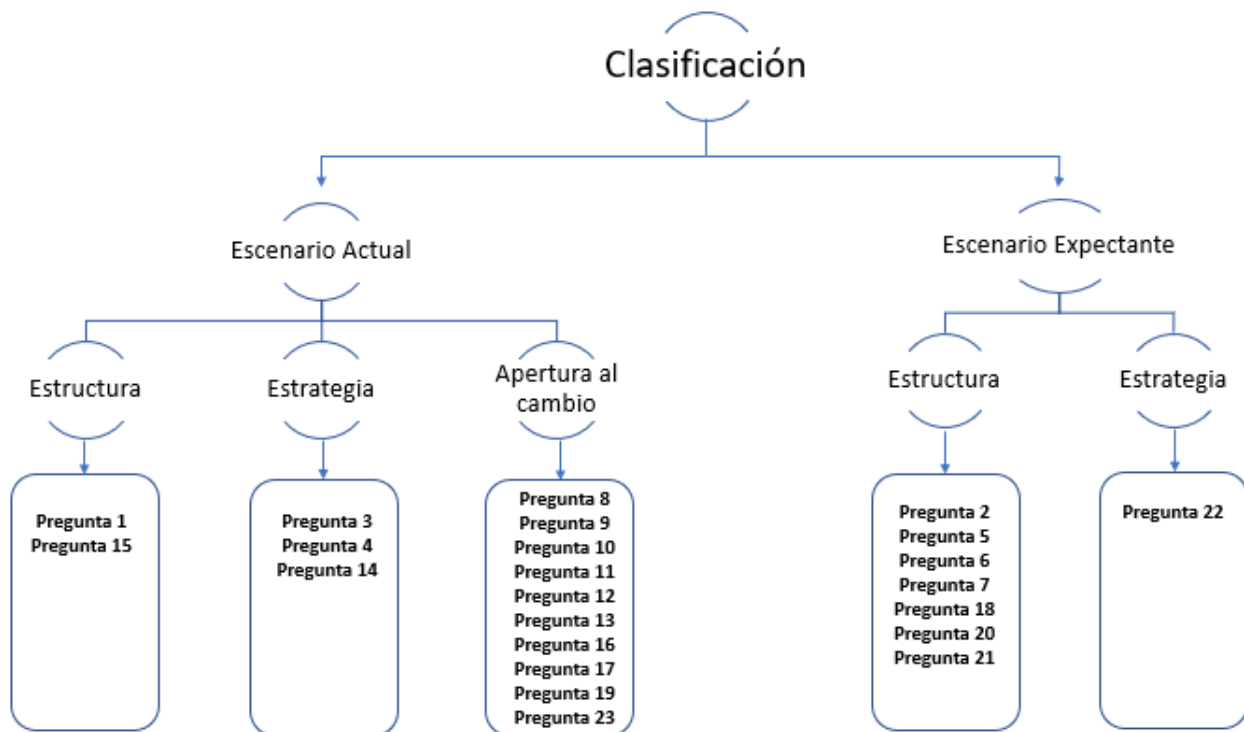 Clasificación
Escenario Actual
Escenario Expectante
Estructura
Estrategia
Apertura al
cambio
Estructura
Estrategia
Pregunta 1
Pregunta 15
Pregunta 3
Pregunta 4
Pregunta 14
Pregunta 8
Pregunta 9
Pregunta 10
Pregunta 11
Pregunta 12
Pregunta 13
Pregunta 16
Pregunta 17
Pregunta 19
Pregunta 23
Pregunta 2
Pregunta 5
Pregunta 6
Pregunta 7
Pregunta 18
Pregunta 20
Pregunta 21
Pregunta 22